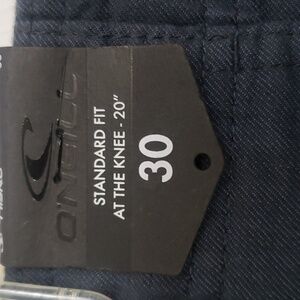 O'NEILL
STANDARD FIT
AT THE KNEE - 20"
30